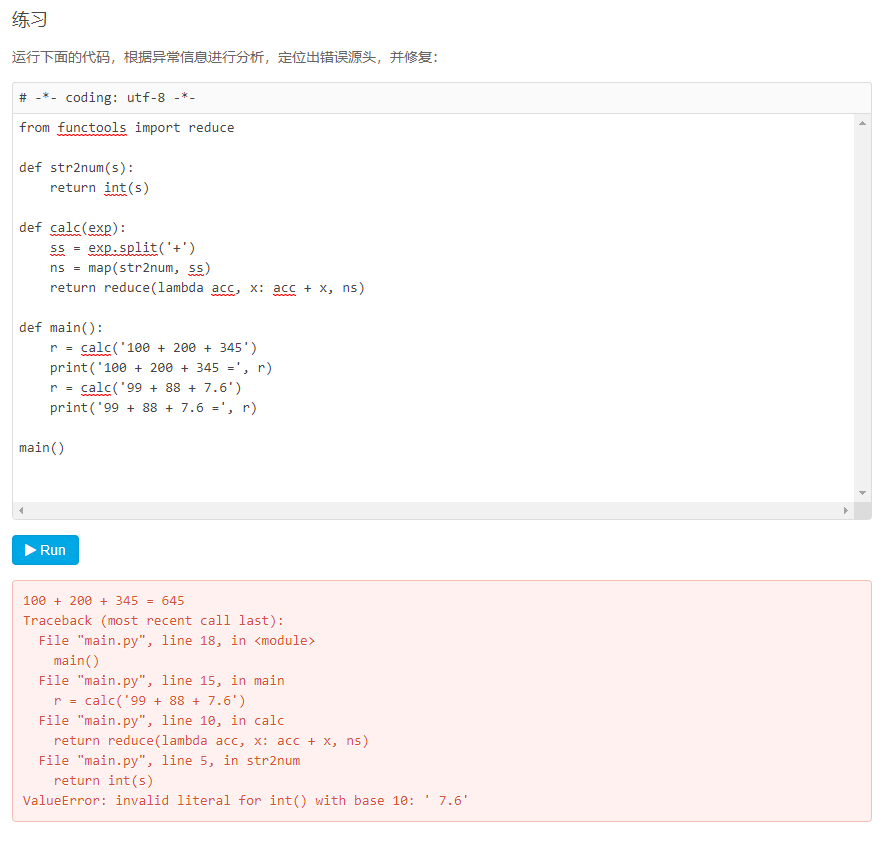 练习
运行下面的代码，根据异常信息进行分析，定位出错误源头，并修复：
# -*- coding: utf-8 -*-
from functools import reduce
def str2num(s):
    return int(s)
def calc(exp):
    ss = exp.split('+')
    ns = map(str2num, ss)
    return reduce(lambda acc, x: acc + x, ns)
def main():
    r = calc('100 + 200 + 345')
    print('100 + 200 + 345 =', r)
    r = calc('99 + 88 + 7.6')
    print('99 + 88 + 7.6 =', r)
main()
Run
100 + 200 + 345 = 645
Traceback (most recent call last):
  File "main.py", line 18, in <module>
    main()
  File "main.py", line 15, in main
    r = calc('99 + 88 + 7.6')
  File "main.py", line 10, in calc
    return reduce(lambda acc, x: acc + x, ns)
  File "main.py", line 5, in str2num
    return int(s)
ValueError: invalid literal for int() with base 10: ' 7.6'